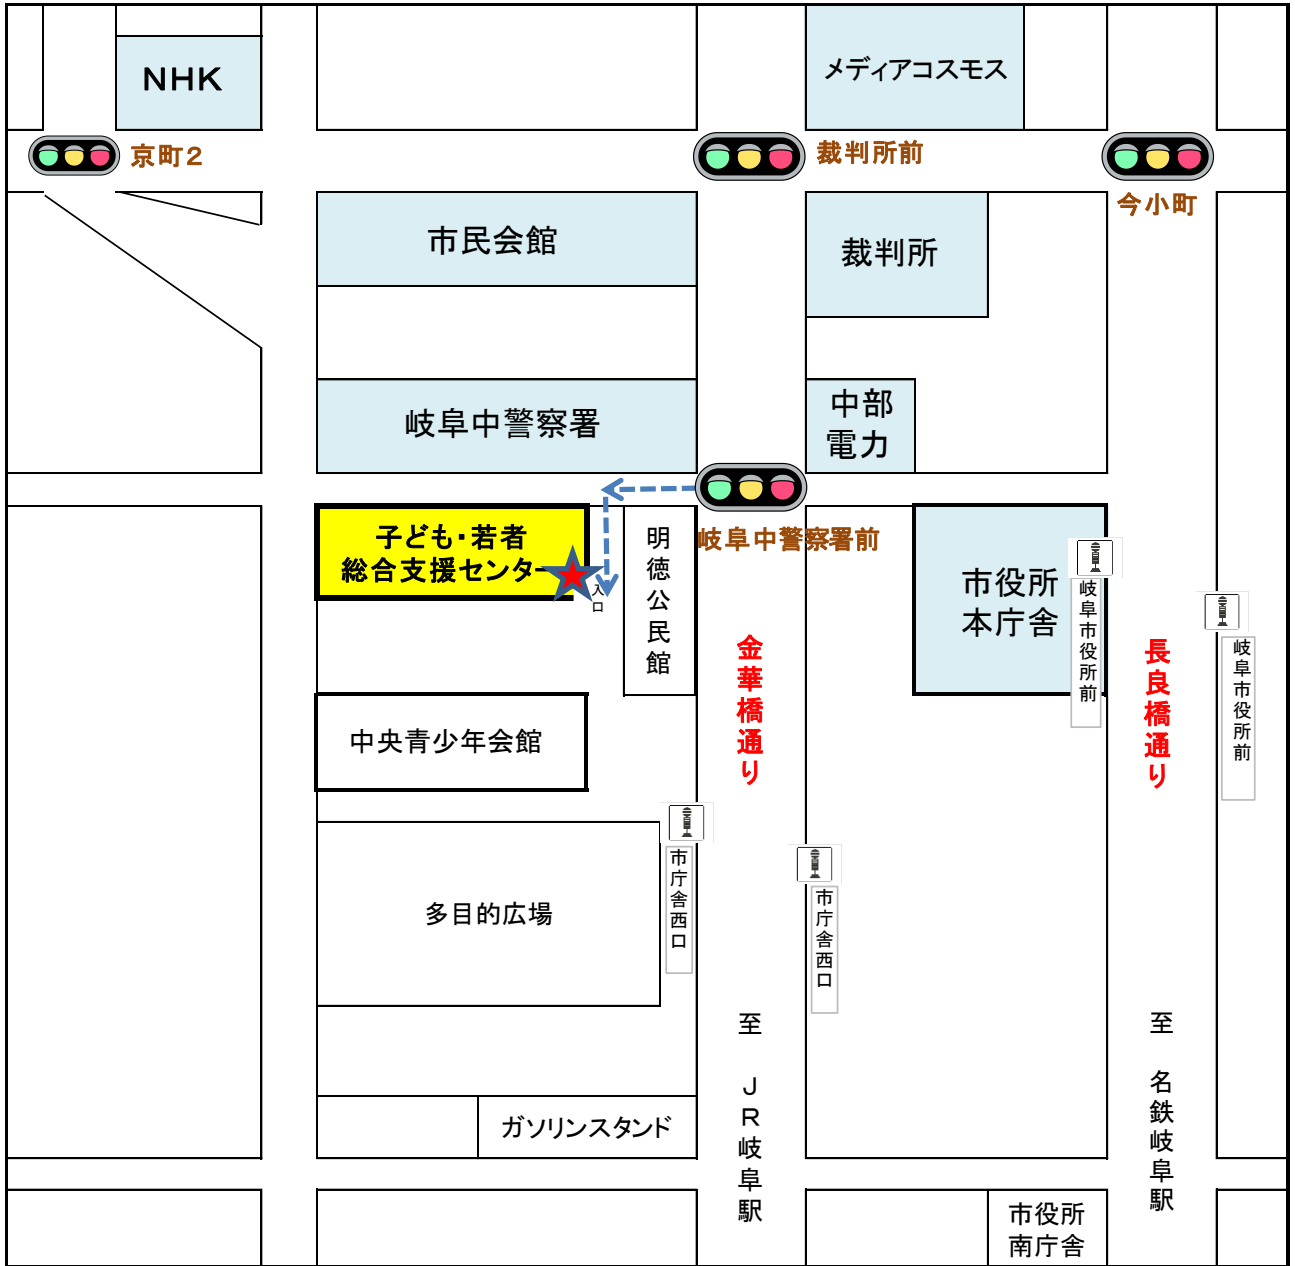 NHK
メディアコスモス
京町2
裁判所前
今小町
市民会館
裁判所
岐阜中警察署
中部
電力
岐阜中警察署前
子ども・若者
総合支援センター
入口
明徳公民館
市役所
本庁舎
岐阜市役所前
岐阜市役所前
金華橋通り
長良橋通り
中央青少年会館
市庁舎西口
市庁舎西口
多目的広場
至 JR岐阜駅
至 名鉄岐阜駅
ガソリンスタンド
市役所
南庁舎